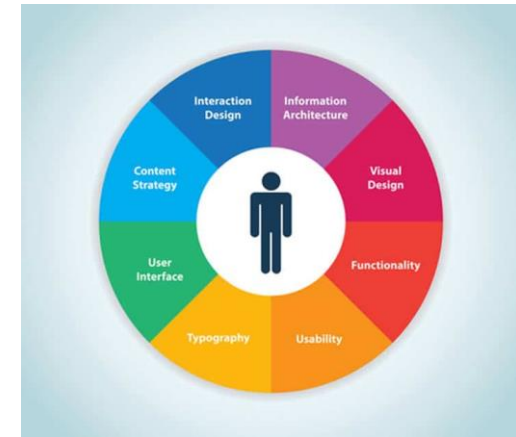 Interaction
Design
Information
Architecture
Visual
Design
Functionality
Usability
Typography
User
Interface
Content
Strategy